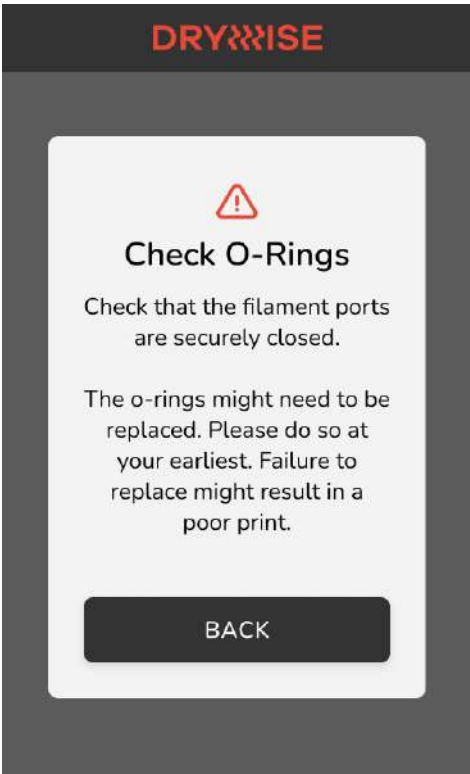 DRYWISE
Check O-Rings
Check that the filament ports
are securely closed.
The o-rings might need to be
replaced. Please do so at
your earliest. Failure to
replace might result in a
poor print.
BACK